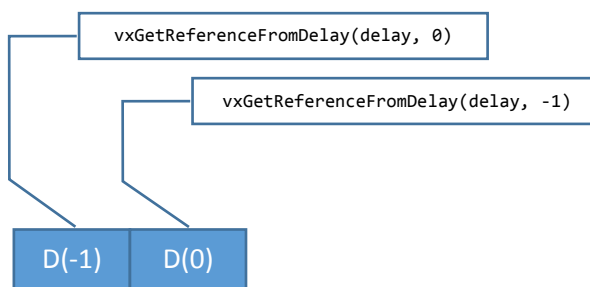 vxGetReferenceFromDelay(delay, 0)
vxGetReferenceFromDelay(delay, -1)
D(-1) D(0)